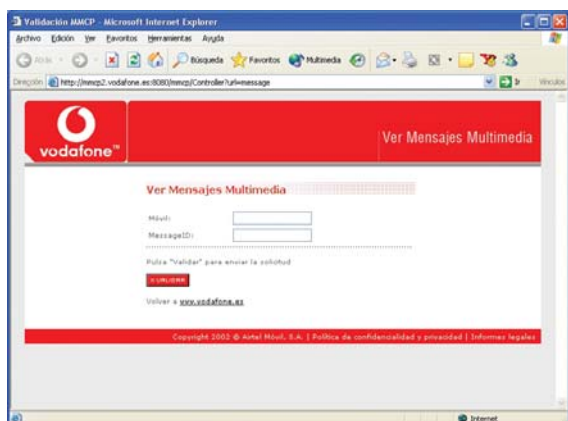 Validación MMCP - Microsoft Internet Explorer
Archivo Edición Ver Favoritos Herramientas Ayuda
Atrás Búsqueda Favoritos Multimedia
Dirección http://mmcp2.vodafone.es:8080/mmcp/Controller?url=message Ir Vínculos
vodafone™
Ver Mensajes Multimedia
Ver Mensajes Multimedia
Móvil:
MessageID:
Pulsa "Validar" para enviar la solicitud
> VALIDAR
Volver a www.vodafone.es
Copyright 2002 © Airtel Móvil, S.A. | Política de confidencialidad y privacidad | Informes legales
Internet